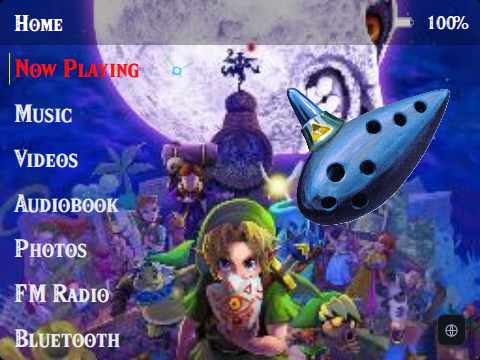 Home
100%
Now Playing
Music
Videos
Audiobook
Photos
FM Radio
Bluetooth